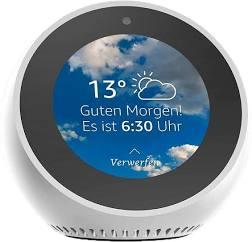 13°
Guten Morgen!
Es ist 6:30 Uhr
Verwerfen